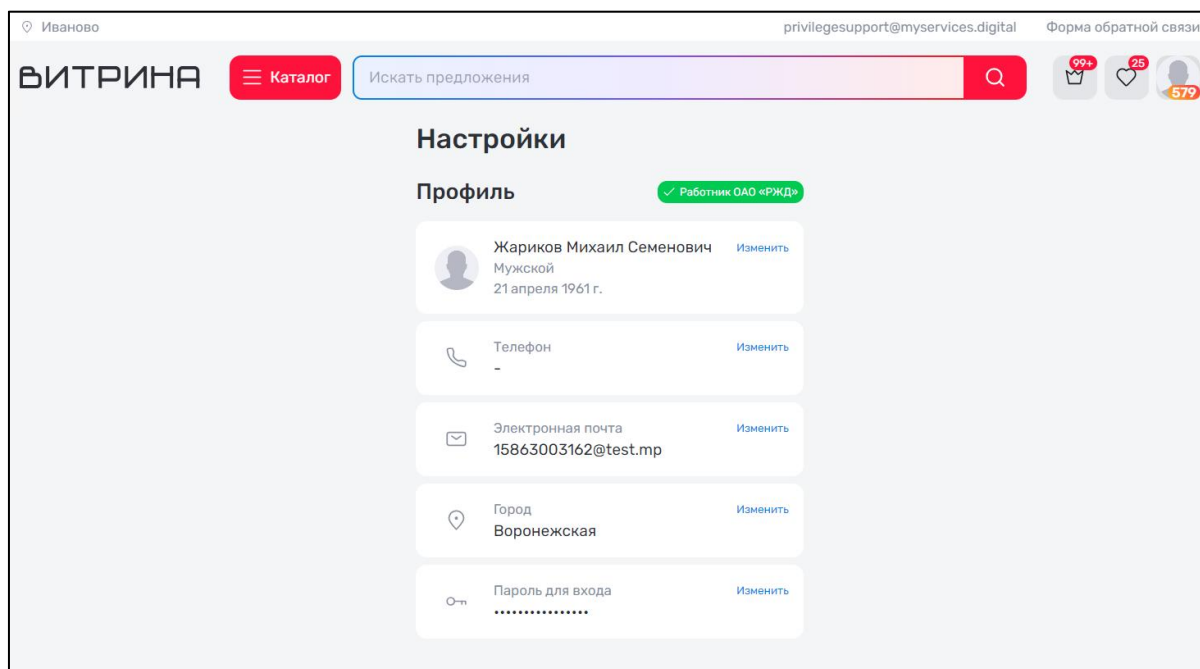 Иваново
privilegesupport@myservices.digital
Форма обратной связи
ВИТРИНА
Каталог
Искать предложения
99+
25
579
Настройки
Профиль
Работник ОАО «РЖД»
Жариков Михаил Семенович
Изменить
Мужской
21 апреля 1961 г.
Телефон
Изменить
-
Электронная почта
Изменить
15863003162@test.mp
Город
Изменить
Воронежская
Пароль для входа
Изменить
••••••••••••••••